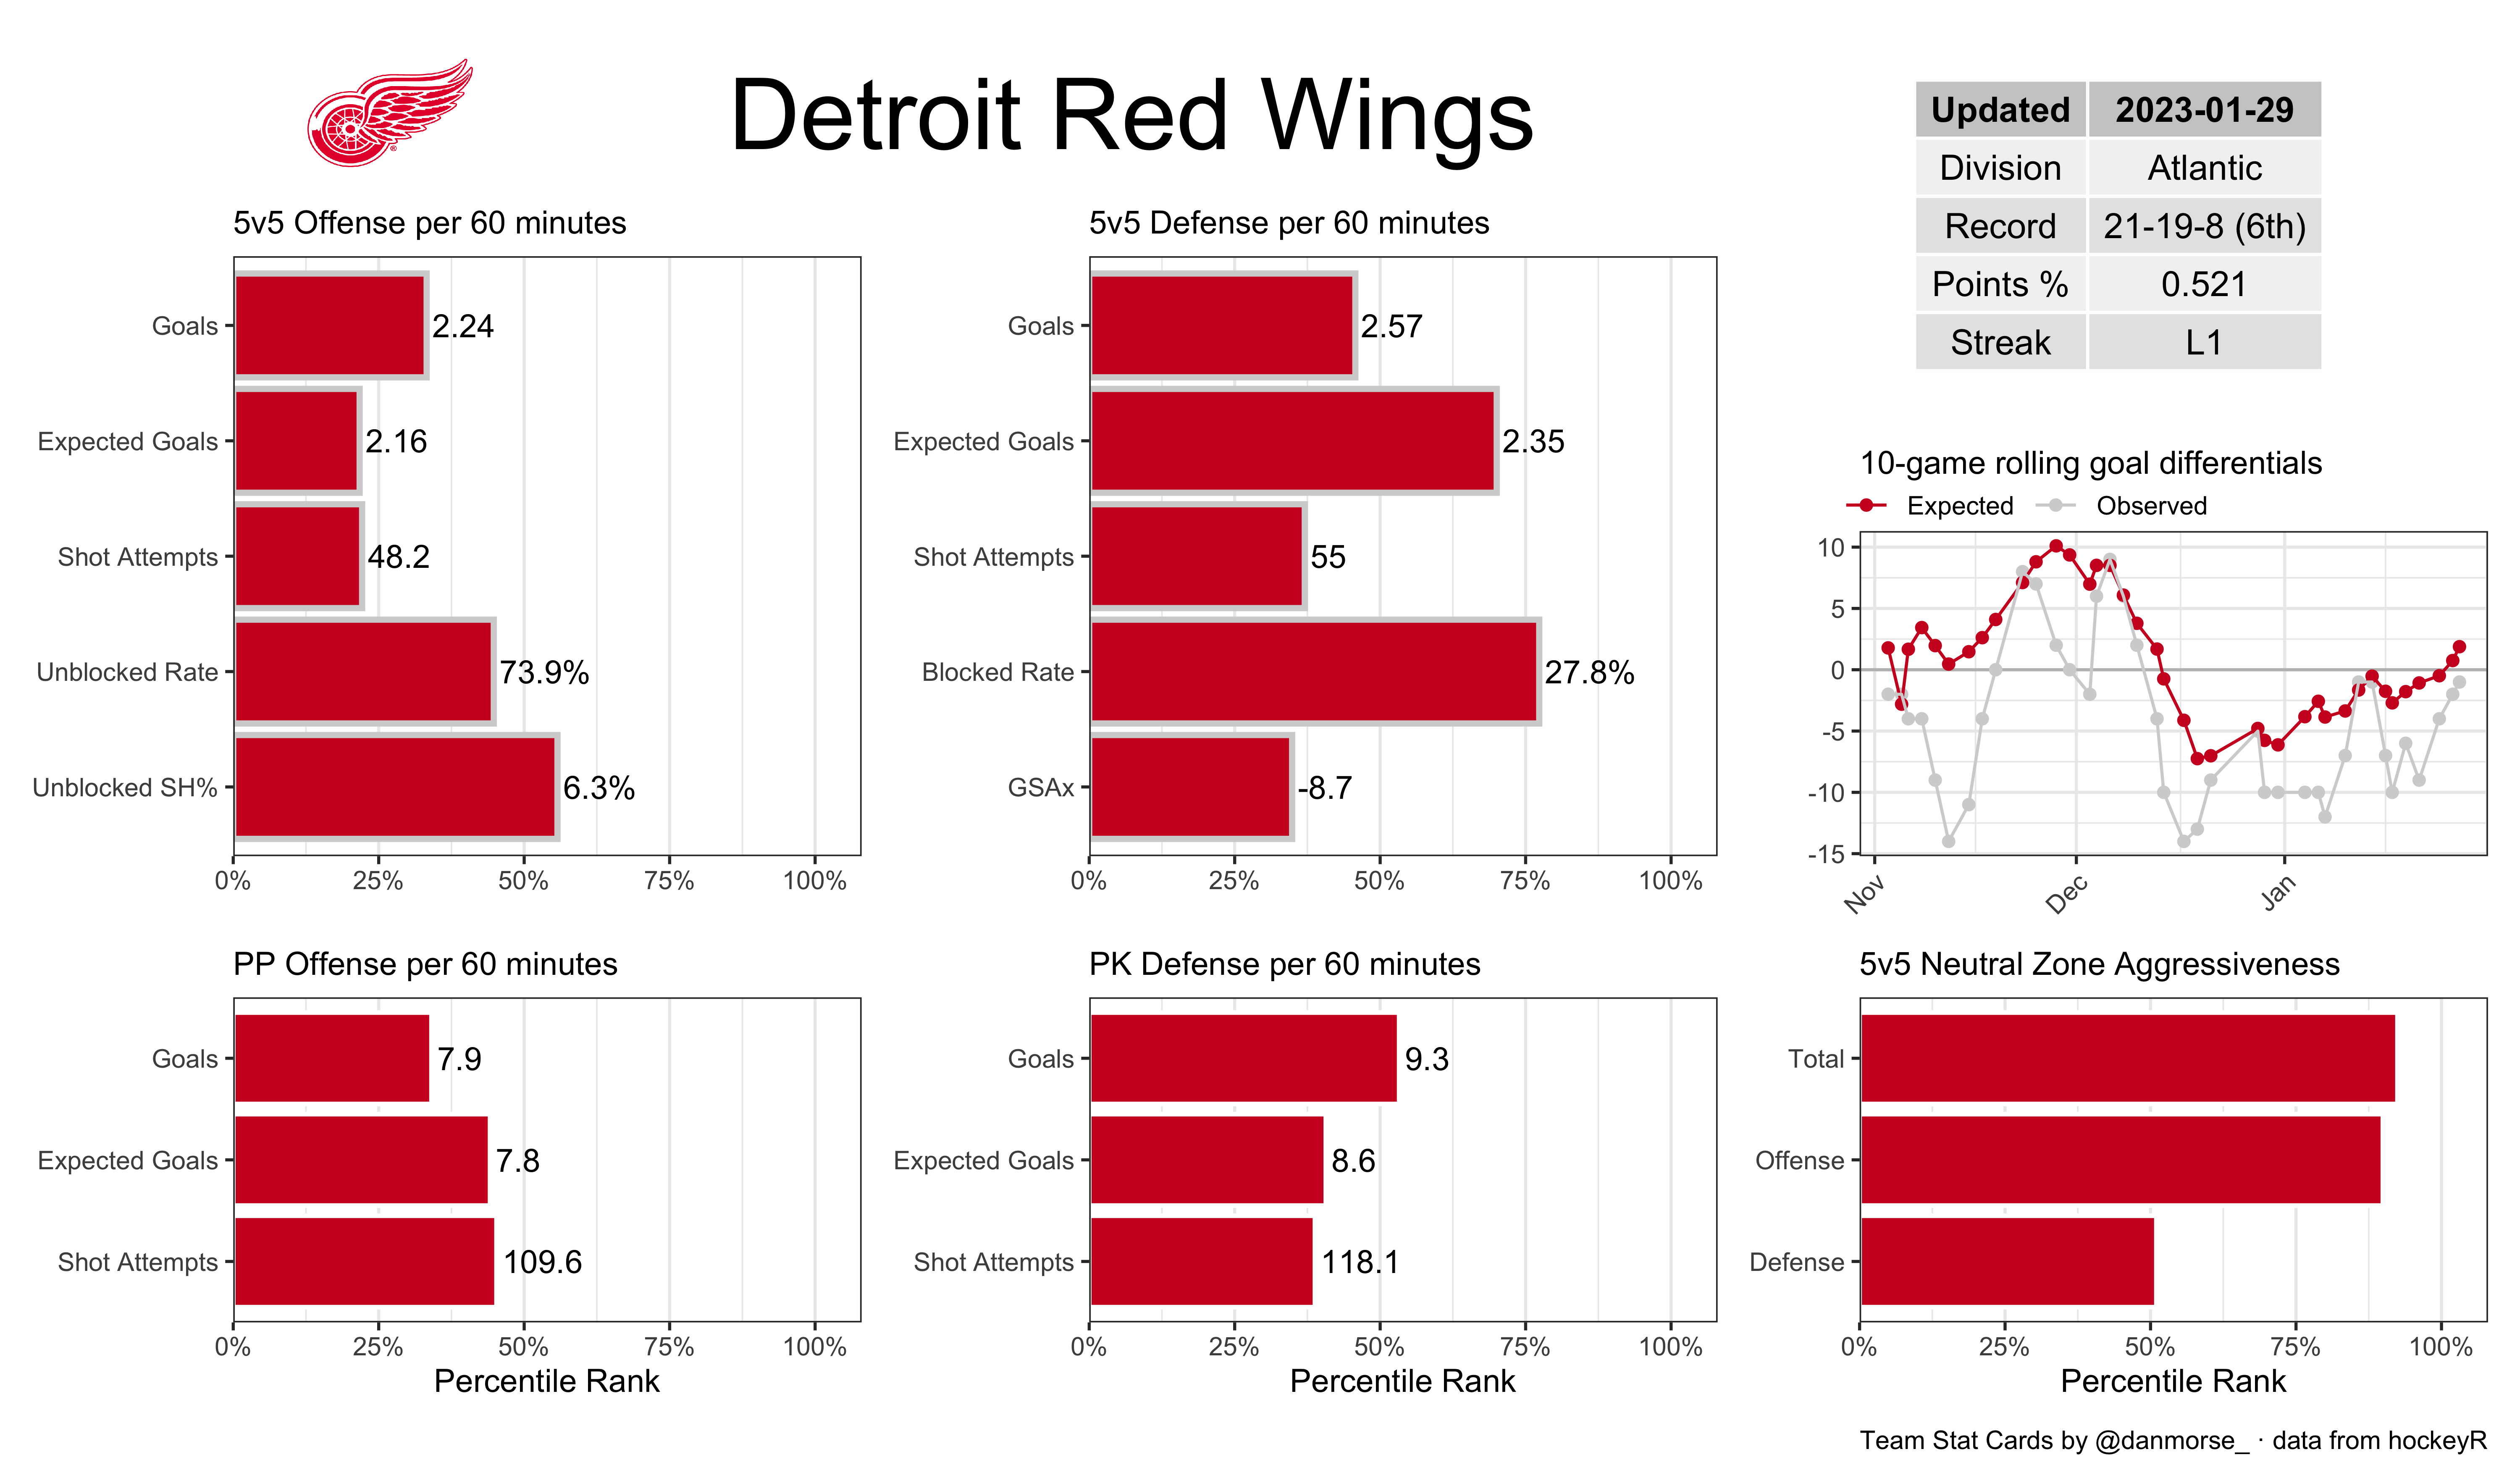 Detroit Red Wings
Updated 2023-01-29
Division Atlantic
Record 21-19-8 (6th)
Points % 0.521
Streak L1
5v5 Offense per 60 minutes
Goals 2.24
Expected Goals 2.16
Shot Attempts 48.2
Unblocked Rate 73.9%
Unblocked SH% 6.3%
0% 25% 50% 75% 100%
5v5 Defense per 60 minutes
Goals 2.57
Expected Goals 2.35
Shot Attempts 55
Blocked Rate 27.8%
GSAx -8.7
0% 25% 50% 75% 100%
10-game rolling goal differentials
Expected Observed
10
5
0
-5
-10
-15
Nov Dec Jan
PP Offense per 60 minutes
Goals 7.9
Expected Goals 7.8
Shot Attempts 109.6
0% 25% 50% 75% 100%
Percentile Rank
PK Defense per 60 minutes
Goals 9.3
Expected Goals 8.6
Shot Attempts 118.1
0% 25% 50% 75% 100%
Percentile Rank
5v5 Neutral Zone Aggressiveness
Total
Offense
Defense
0% 25% 50% 75% 100%
Percentile Rank
Team Stat Cards by @danmorse_ · data from hockeyR